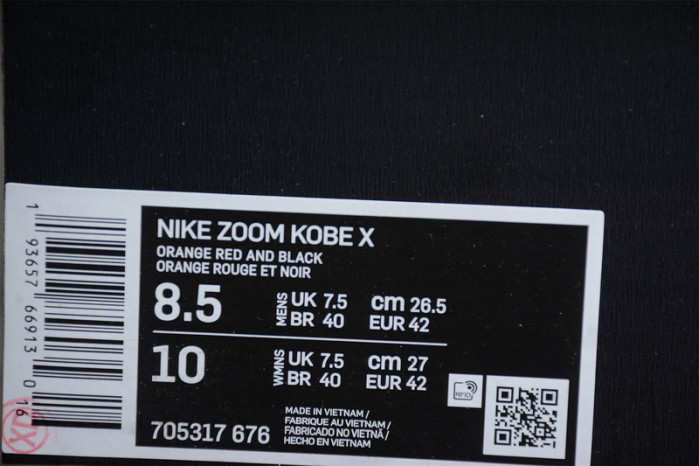 NIKE ZOOM KOBE X
ORANGE RED AND BLACK
ORANGE ROUGE ET NOIR
8.5
MENS
UK 7.5 cm 26.5
BR 40 EUR 42
10
WMNS
UK 7.5 cm 27
BR 40 EUR 42
705317 676
MADE IN VIETNAM /
FABRIQUE AU VIETNAM /
FABRICADO NO VIETNÃ /
HECHO EN VIETNAM
RFID
1 93657 66913 0 16